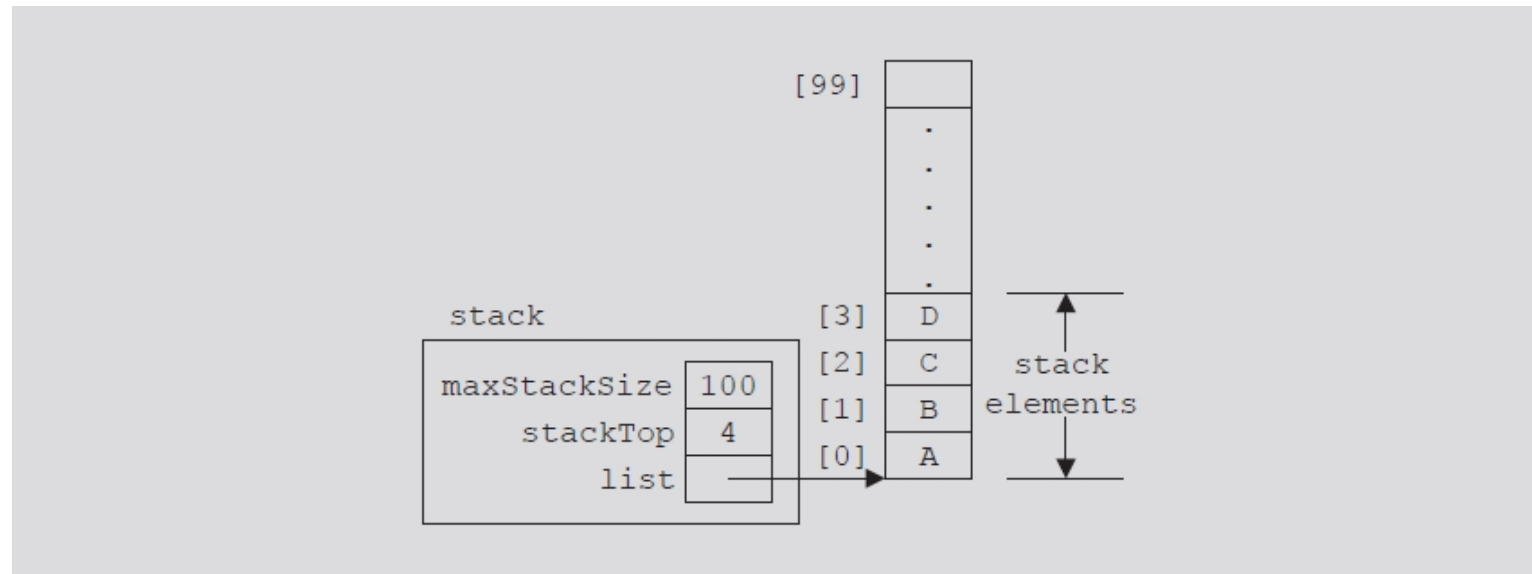 [99]
.
.
.
.
.
stack
[3] D
[2] C
stack
maxStackSize 100
[1] B
elements
stackTop 4
[0] A
list